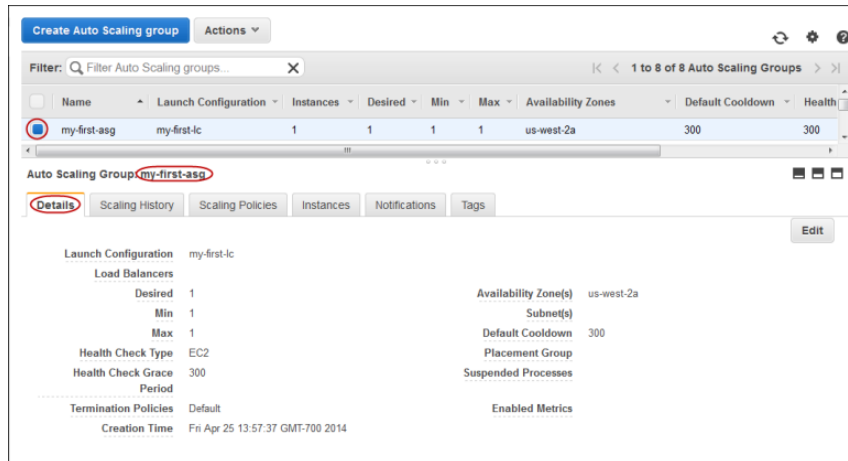 Create Auto Scaling group Actions
Filter: Filter Auto Scaling groups... 1 to 8 of 8 Auto Scaling Groups
Name Launch Configuration Instances Desired Min Max Availability Zones Default Cooldown Health
my-first-asg my-first-lc 1 1 1 1 us-west-2a 300 300
Auto Scaling Group: my-first-asg
Details Scaling History Scaling Policies Instances Notifications Tags
Edit
Launch Configuration my-first-lc
Load Balancers
Desired 1 Availability Zone(s) us-west-2a
Min 1 Subnet(s)
Max 1 Default Cooldown 300
Health Check Type EC2 Placement Group
Health Check Grace 300 Suspended Processes
Period
Termination Policies Default Enabled Metrics
Creation Time Fri Apr 25 13:57:37 GMT-700 2014